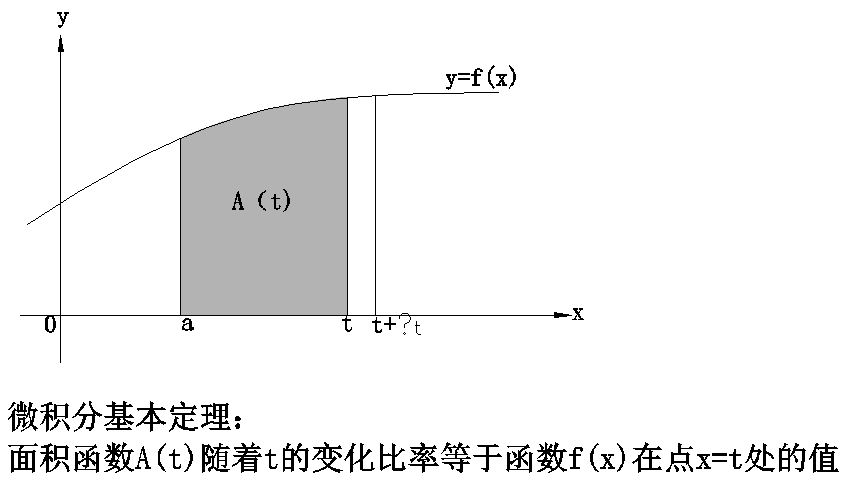 y
y=f(x)
A (t)
0 a t t+?t x
微积分基本定理：
面积函数A(t)随着t的变化比率等于函数f(x)在点x=t处的值